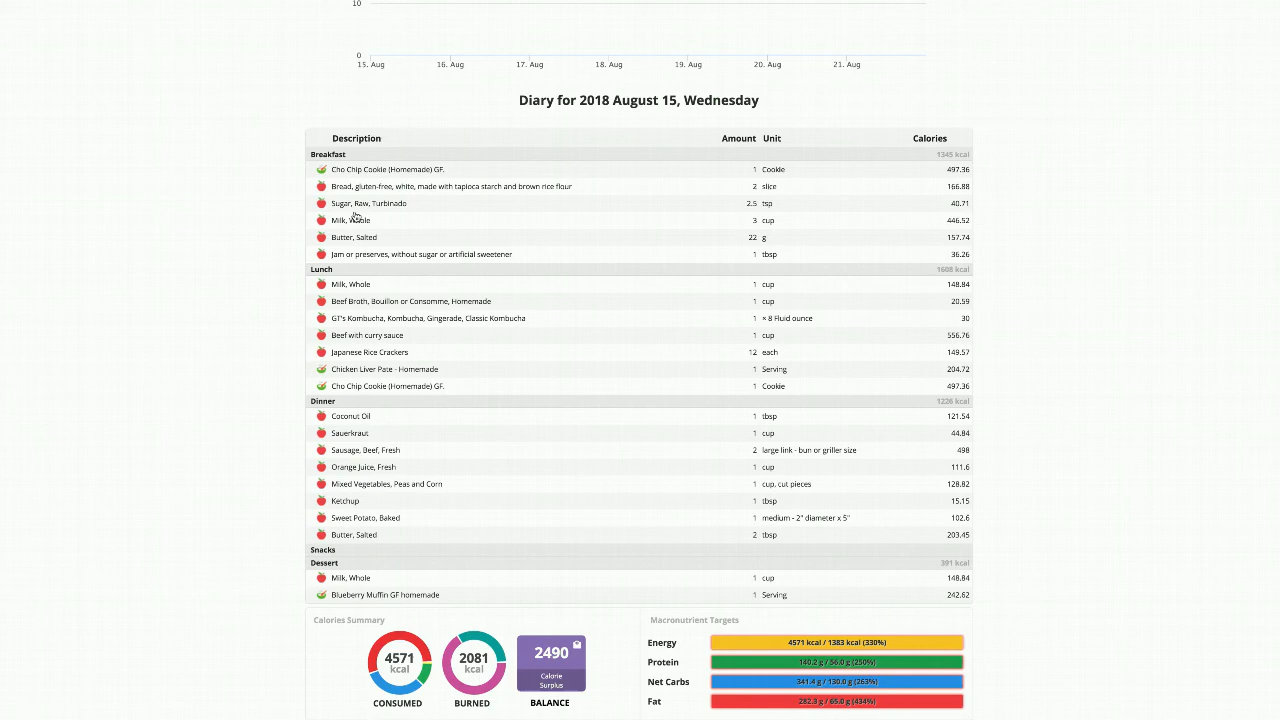 10
0
15. Aug 16. Aug 17. Aug 18. Aug 19. Aug 20. Aug 21. Aug
Diary for 2018 August 15, Wednesday
Description Amount Unit Calories
Breakfast 1345 kcal
Cho Chip Cookie (Homemade) GF. 1 Cookie 497.36
Bread, gluten-free, white, made with tapioca starch and brown rice flour 2 slice 166.88
Sugar, Raw, Turbinado 2.5 tsp 40.71
Milk, Whole 3 cup 446.52
Butter, Salted 22 g 157.74
Jam or preserves, without sugar or artificial sweetener 1 tbsp 36.26
Lunch 1608 kcal
Milk, Whole 1 cup 148.84
Beef Broth, Bouillon or Consomme, Homemade 1 cup 20.59
GT's Kombucha, Kombucha, Gingerade, Classic Kombucha 1 × 8 Fluid ounce 30
Beef with curry sauce 1 cup 556.76
Japanese Rice Crackers 12 each 149.57
Chicken Liver Pate - Homemade 1 Serving 204.72
Cho Chip Cookie (Homemade) GF. 1 Cookie 497.36
Dinner 1226 kcal
Coconut Oil 1 tbsp 121.54
Sauerkraut 1 cup 44.84
Sausage, Beef, Fresh 2 large link - bun or griller size 498
Orange Juice, Fresh 1 cup 111.6
Mixed Vegetables, Peas and Corn 1 cup, cut pieces 128.82
Ketchup 1 tbsp 15.15
Sweet Potato, Baked 1 medium - 2" diameter x 5" 102.6
Butter, Salted 2 tbsp 203.45
Snacks
Dessert 391 kcal
Milk, Whole 1 cup 148.84
Blueberry Muffin GF homemade 1 Serving 242.62
Calories Summary Macronutrient Targets
4571 kcal 2081 kcal 2490 Calorie Surplus
CONSUMED BURNED BALANCE
Energy 4571 kcal / 1383 kcal (330%)
Protein 140.2 g / 56.0 g (250%)
Net Carbs 341.4 g / 130.0 g (263%)
Fat 282.3 g / 65.0 g (434%)